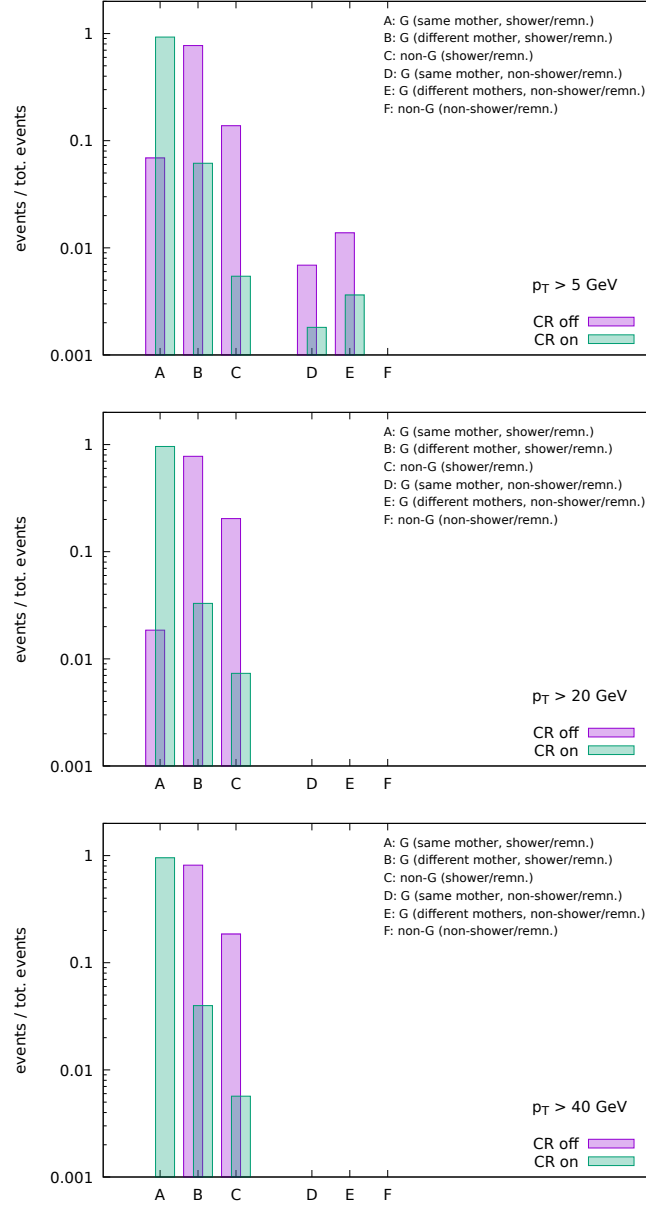 A: G (same mother, shower/remn.)
B: G (different mother, shower/remn.)
C: non-G (shower/remn.)
D: G (same mother, non-shower/remn.)
E: G (different mothers, non-shower/remn.)
F: non-G (non-shower/remn.)
events / tot. events
1
0.1
0.01
0.001
p_T > 5 GeV
CR off
CR on
A B C D E F
A: G (same mother, shower/remn.)
B: G (different mother, shower/remn.)
C: non-G (shower/remn.)
D: G (same mother, non-shower/remn.)
E: G (different mothers, non-shower/remn.)
F: non-G (non-shower/remn.)
events / tot. events
1
0.1
0.01
0.001
p_T > 20 GeV
CR off
CR on
A B C D E F
A: G (same mother, shower/remn.)
B: G (different mother, shower/remn.)
C: non-G (shower/remn.)
D: G (same mother, non-shower/remn.)
E: G (different mothers, non-shower/remn.)
F: non-G (non-shower/remn.)
events / tot. events
1
0.1
0.01
0.001
p_T > 40 GeV
CR off
CR on
A B C D E F